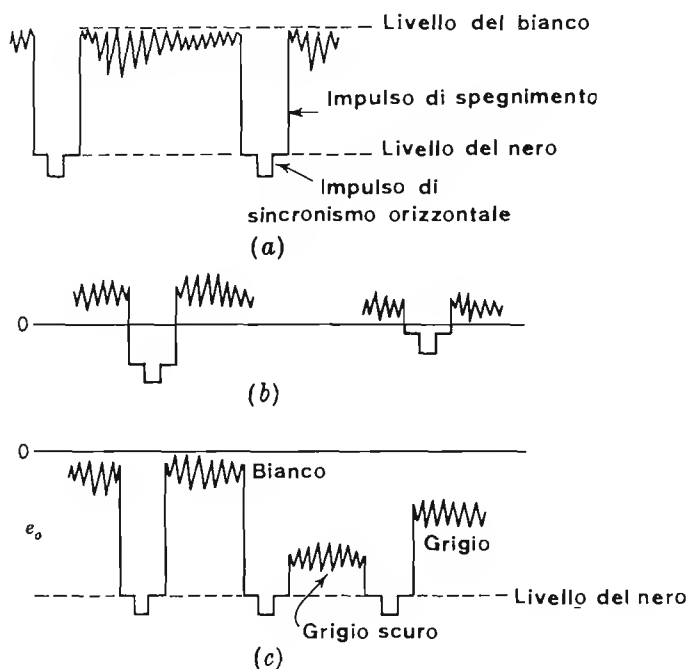 Livello del bianco
Impulso di spegnimento
Livello del nero
Impulso di
sincronismo orizzontale
(a)
0
(b)
0
Bianco
e_o
Grigio
Livello del nero
Grigio scuro
(c)